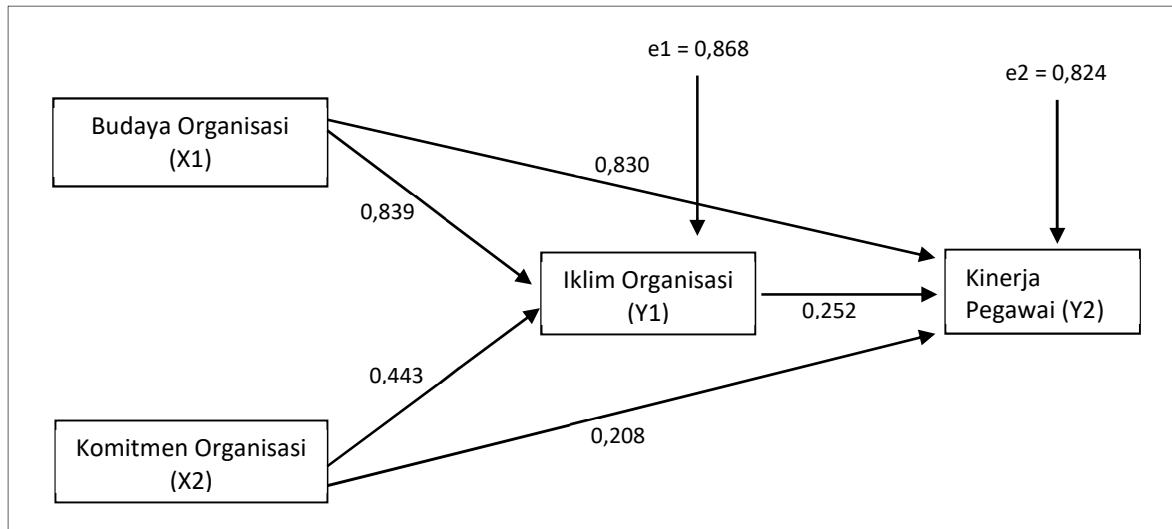 e1 = 0,868
e2 = 0,824
Budaya Organisasi
(X1)
0,830
0,839
Iklim Organisasi
(Y1)
0,252
Kinerja
Pegawai (Y2)
0,443
0,208
Komitmen Organisasi
(X2)